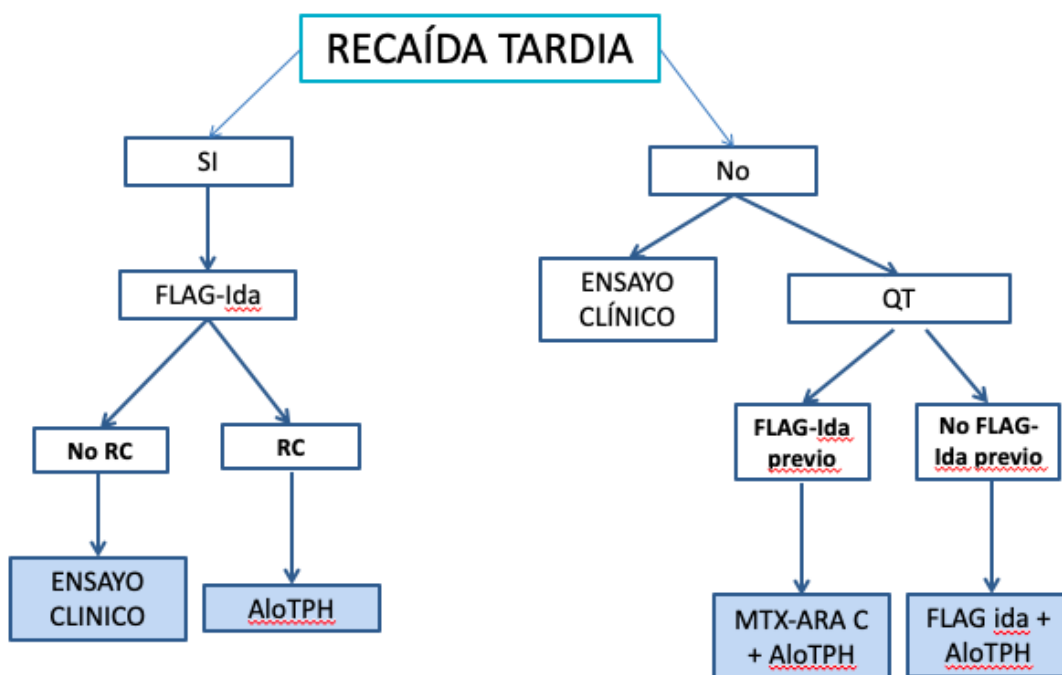 RECAÍDA TARDIA
SI
No
FLAG-Ida
ENSAYO
CLÍNICO
QT
No RC
RC
FLAG-Ida
previo
No FLAG-
Ida previo
ENSAYO
CLINICO
AloTPH
MTX-ARA C
+ AloTPH
FLAG ida +
AloTPH